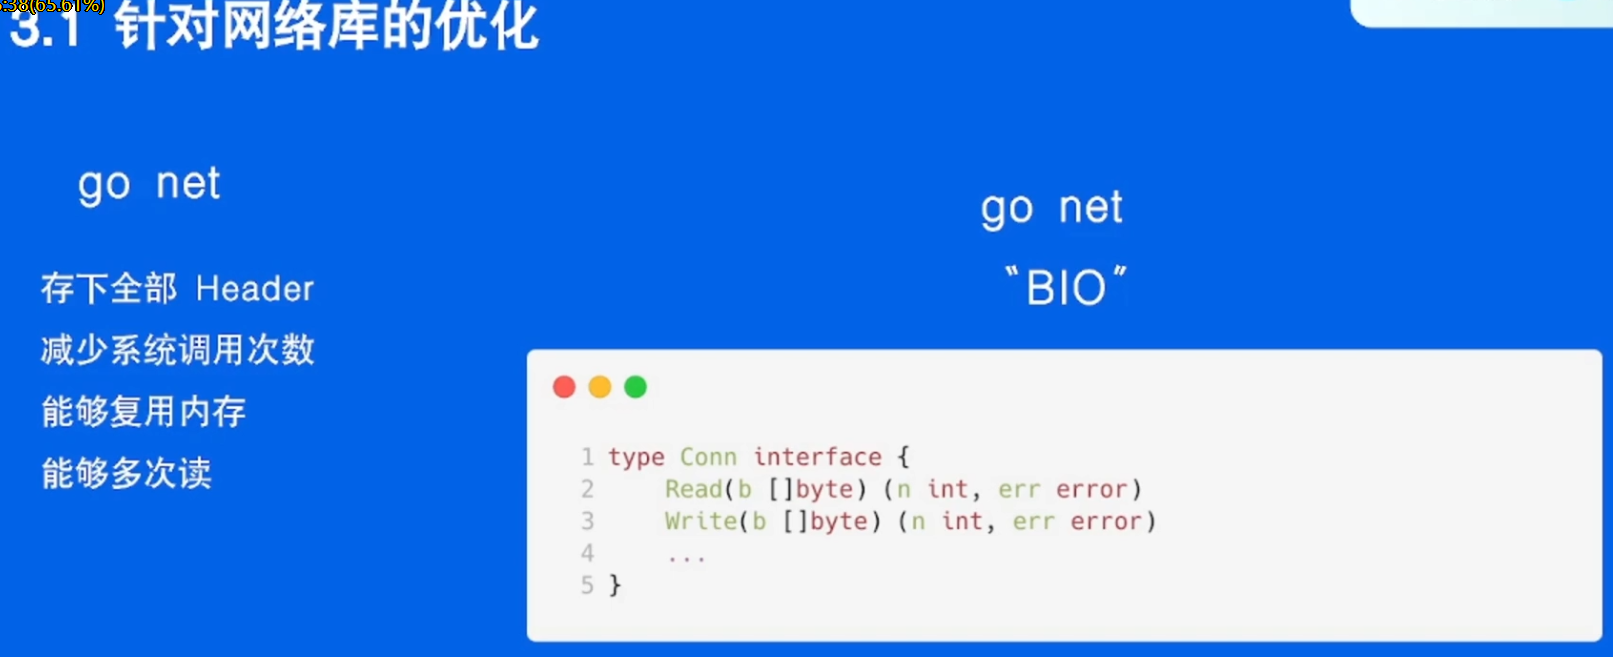 :38(65.61%)
3.1 针对网络库的优化
go net
存下全部 Header
减少系统调用次数
能够复用内存
能够多次读
go net
“BIO”
1 type Conn interface {
2 Read(b []byte) (n int, err error)
3 Write(b []byte) (n int, err error)
4 ...
5 }